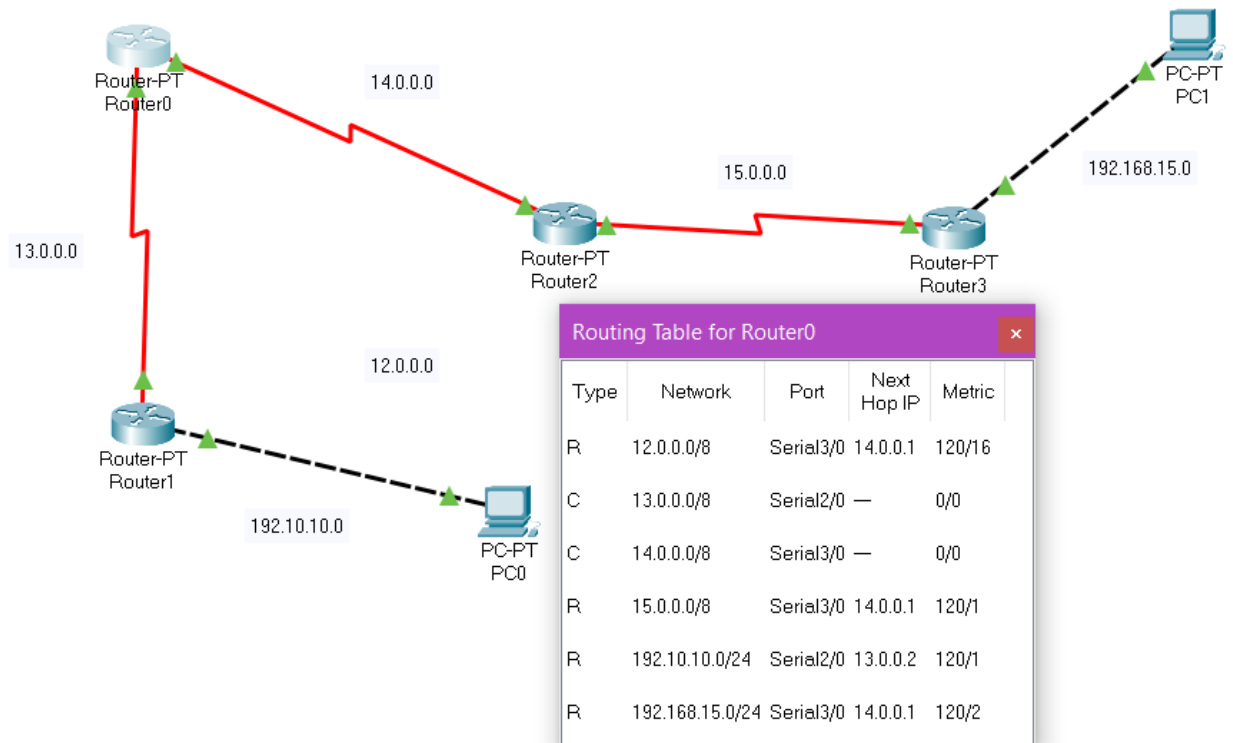 Router-PT
Router0
14.0.0.0
PC-PT
PC1
192.168.15.0
15.0.0.0
Router-PT
Router2
Router-PT
Router3
13.0.0.0
12.0.0.0
Router-PT
Router1
192.10.10.0
PC-PT
PC0
Routing Table for Router0
Type Network Port Next Hop IP Metric
R 12.0.0.0/8 Serial3/0 14.0.0.1 120/16
C 13.0.0.0/8 Serial2/0 — 0/0
C 14.0.0.0/8 Serial3/0 — 0/0
R 15.0.0.0/8 Serial3/0 14.0.0.1 120/1
R 192.10.10.0/24 Serial2/0 13.0.0.2 120/1
R 192.168.15.0/24 Serial3/0 14.0.0.1 120/2